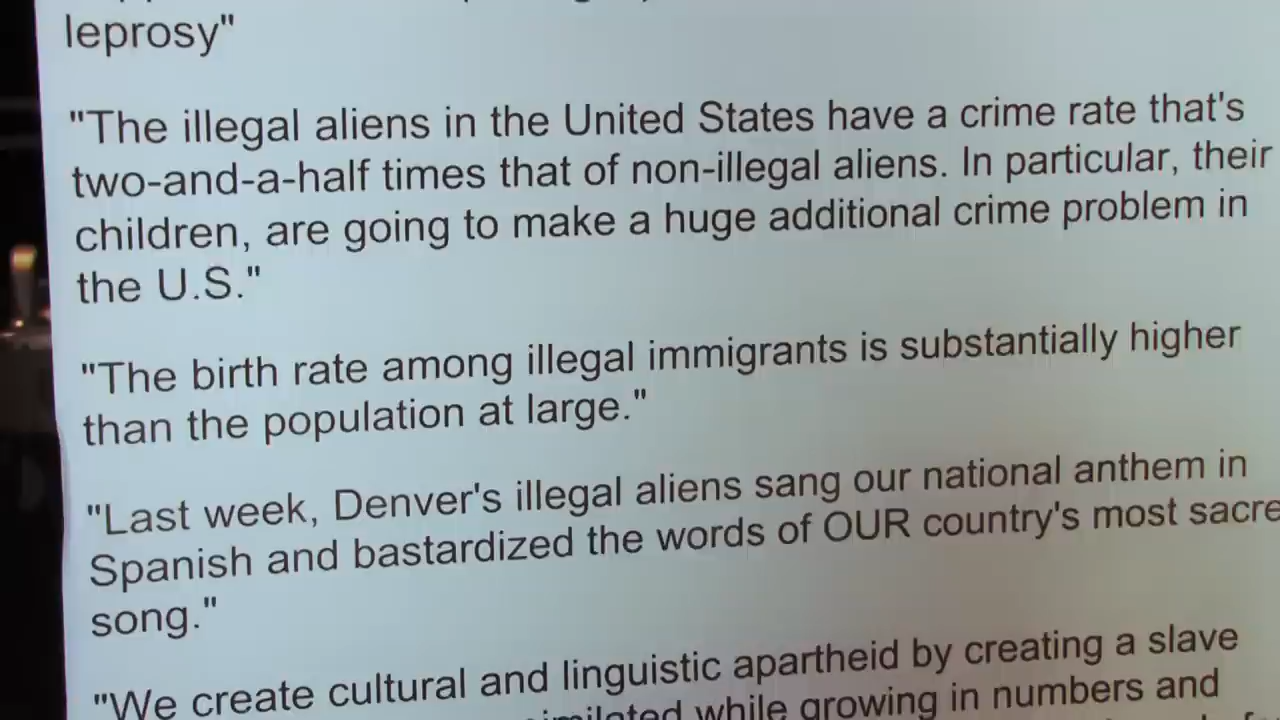 leprosy"
"The illegal aliens in the United States have a crime rate that's
two-and-a-half times that of non-illegal aliens. In particular, their
children, are going to make a huge additional crime problem in
the U.S."
"The birth rate among illegal immigrants is substantially higher
than the population at large."
"Last week, Denver's illegal aliens sang our national anthem in
Spanish and bastardized the words of OUR country's most sacre
song."
"We create cultural and linguistic apartheid by creating a slave
while growing in numbers and